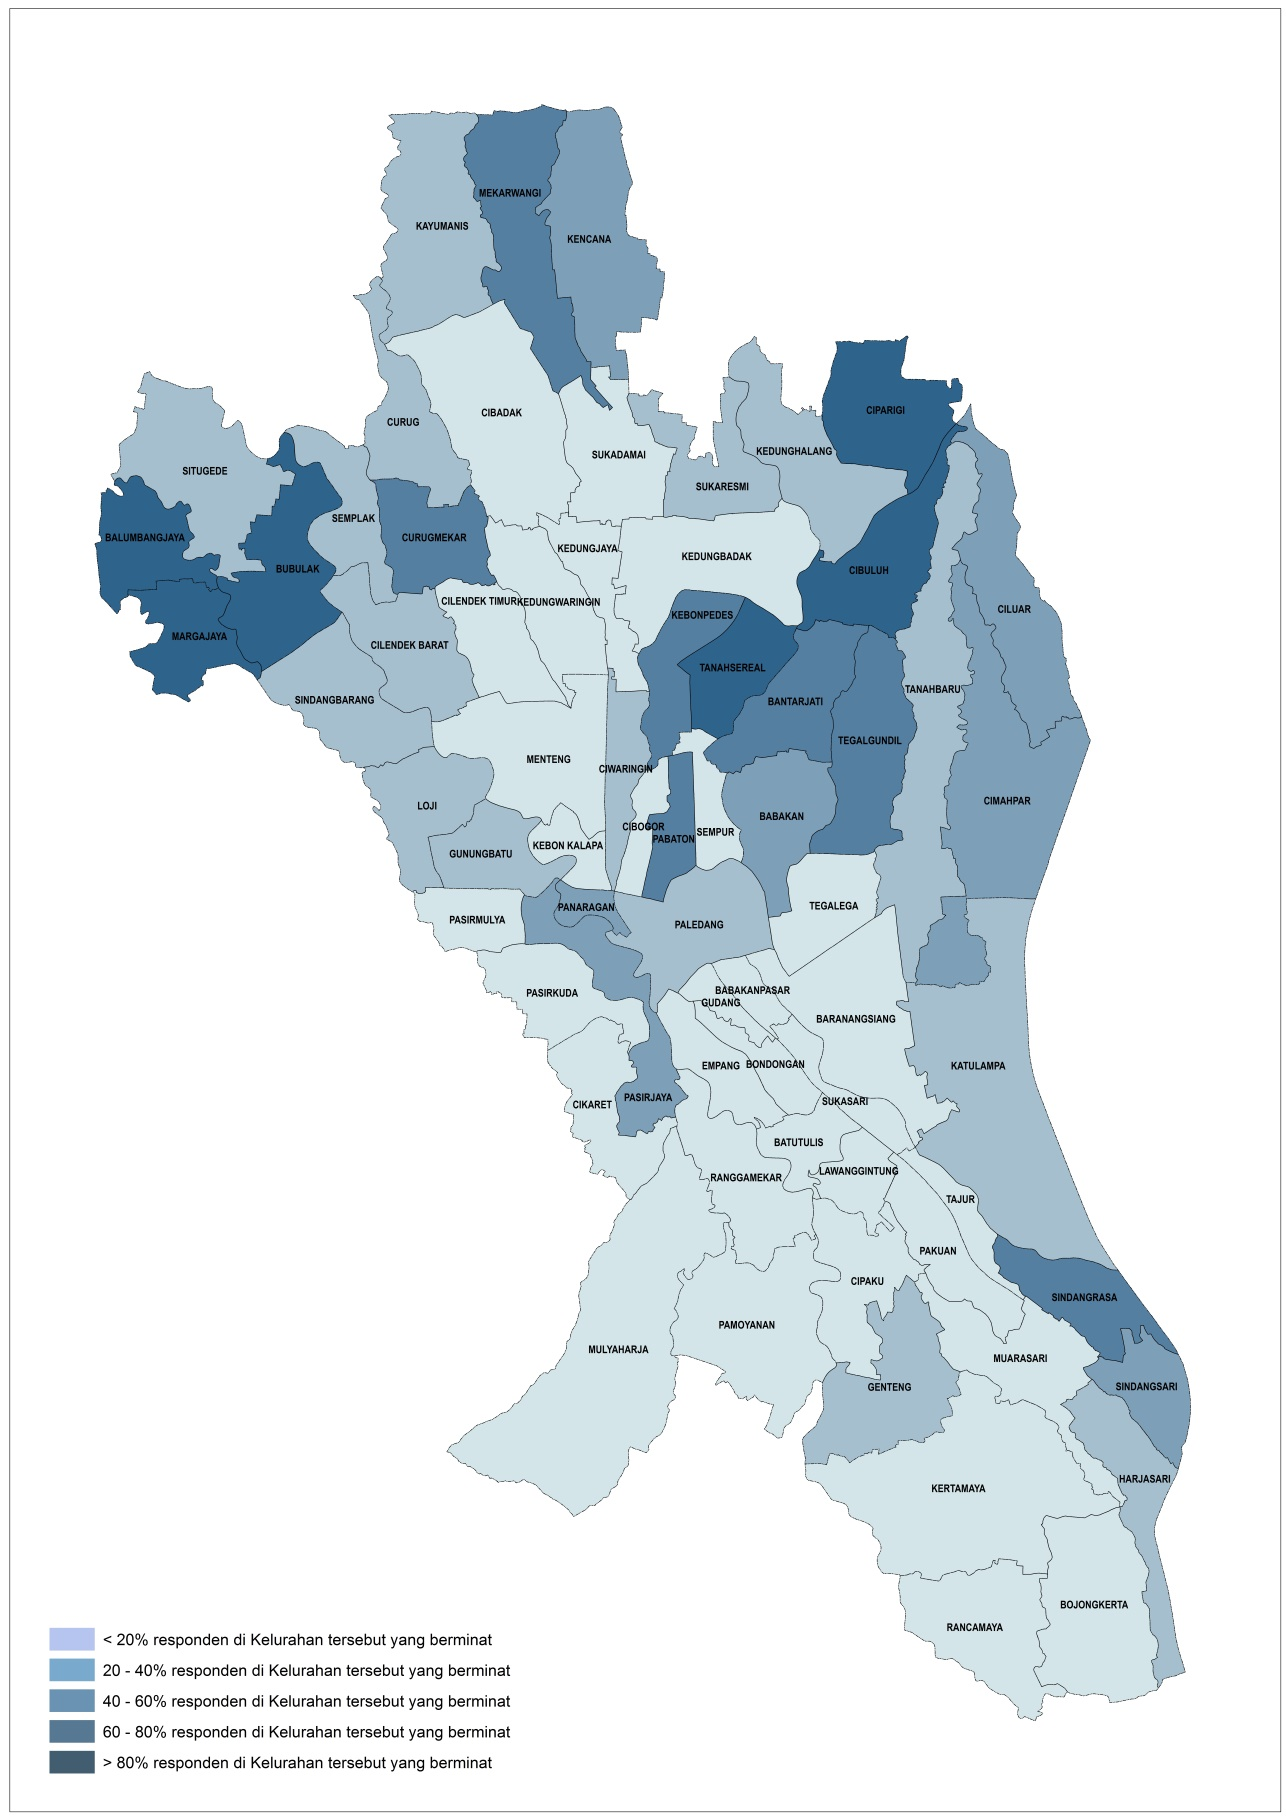 MEKARWANGI
KAYUMANIS
KENCANA
CIPARIGI
CIBADAK
CURUG
KEDUNGHALANG
SUKADAMAI
SITUGEDE
SUKARESMI
SEMPLAK
BALUMBANGJAYA
CURUGMEKAR
KEDUNGJAYA
KEDUNGBADAK
BUBULAK
CIBULUH
CILENDEK TIMUR
KEDUNGWARINGIN
CILUAR
KEBONPEDES
MARGAJAYA
CILENDEK BARAT
TANAHSEREAL
TANAHBARU
SINDANGBARANG
BANTARJATI
TEGALGUNDIL
MENTENG
CIWARINGIN
CIMAHPAR
LOJI
BABAKAN
CIBOGOR
SEMPUR
PABATON
KEBON KALAPA
GUNUNGBATU
PANARAGAN
TEGALEGA
PASIRMULYA
PALEDANG
BABAKANPASAR
PASIRKUDA
GUDANG
BARANANGSIANG
EMPANG
BONDONGAN
KATULAMPA
PASIRJAYA
SUKASARI
CIKARET
BATUTULIS
LAWANGGINTUNG
RANGGAMEKAR
TAJUR
PAKUAN
CIPAKU
SINDANGRASA
PAMOYANAN
MULYAHARJA
MUARASARI
GENTENG
SINDANGSARI
HARJASARI
KERTAMAYA
BOJONGKERTA
RANCAMAYA
< 20% responden di Kelurahan tersebut yang berminat
20 - 40% responden di Kelurahan tersebut yang berminat
40 - 60% responden di Kelurahan tersebut yang berminat
60 - 80% responden di Kelurahan tersebut yang berminat
> 80% responden di Kelurahan tersebut yang berminat